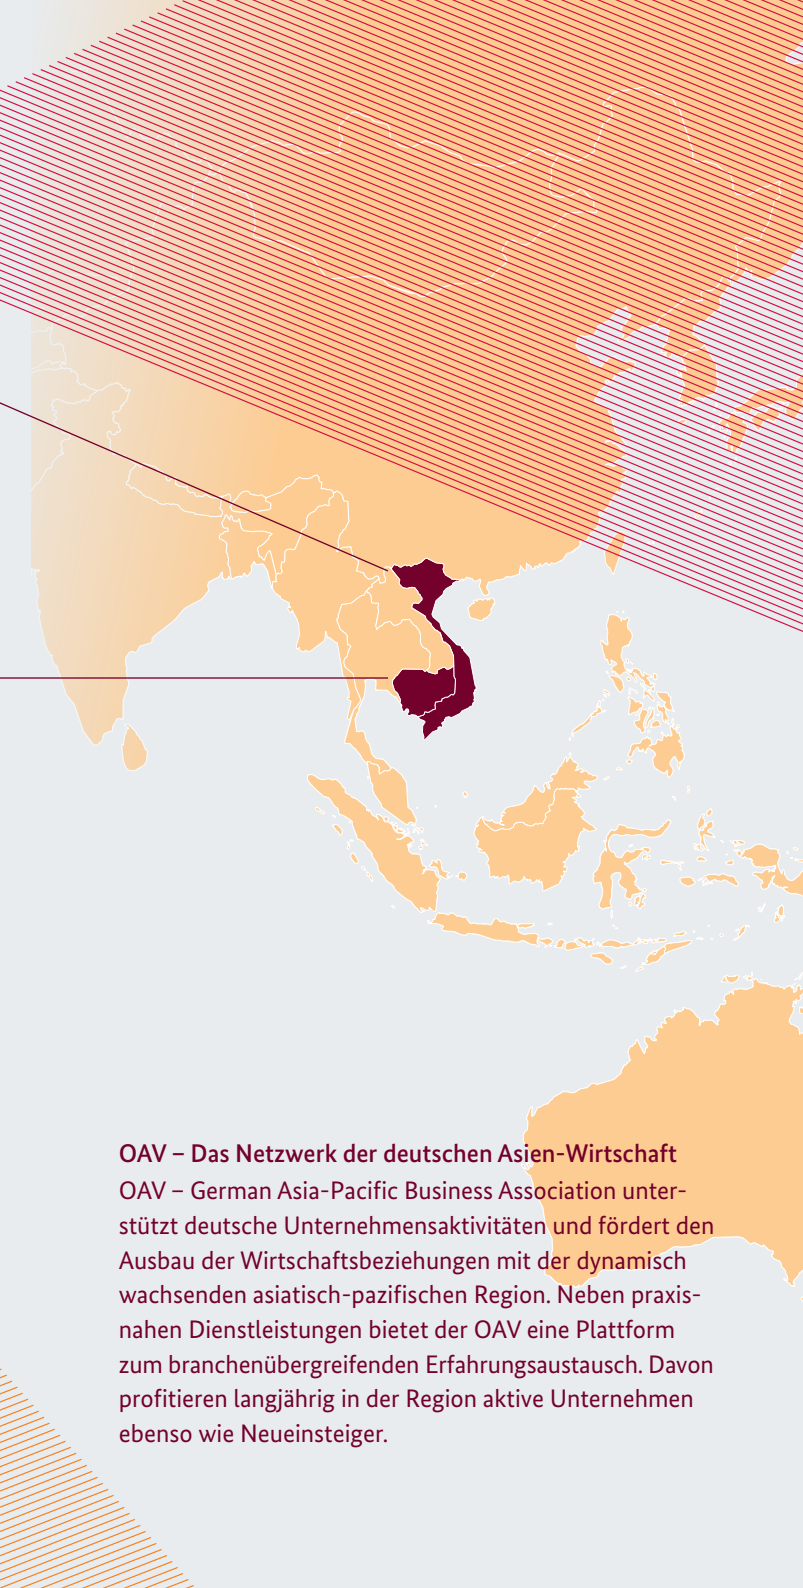 OAV – Das Netzwerk der deutschen Asien-Wirtschaft
OAV – German Asia-Pacific Business Association unter-
stützt deutsche Unternehmensaktivitäten und fördert den
Ausbau der Wirtschaftsbeziehungen mit der dynamisch
wachsenden asiatisch-pazifischen Region. Neben praxis-
nahen Dienstleistungen bietet der OAV eine Plattform
zum branchenübergreifenden Erfahrungsaustausch. Davon
profitieren langjährig in der Region aktive Unternehmen
ebenso wie Neueinsteiger.